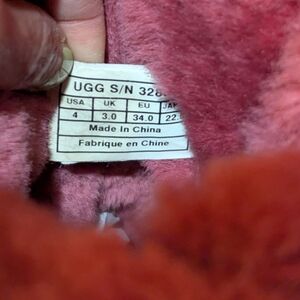 UGG S/N 328
USA UK EU JAP
4 3.0 34.0 22
Made In China
Fabrique en Chine